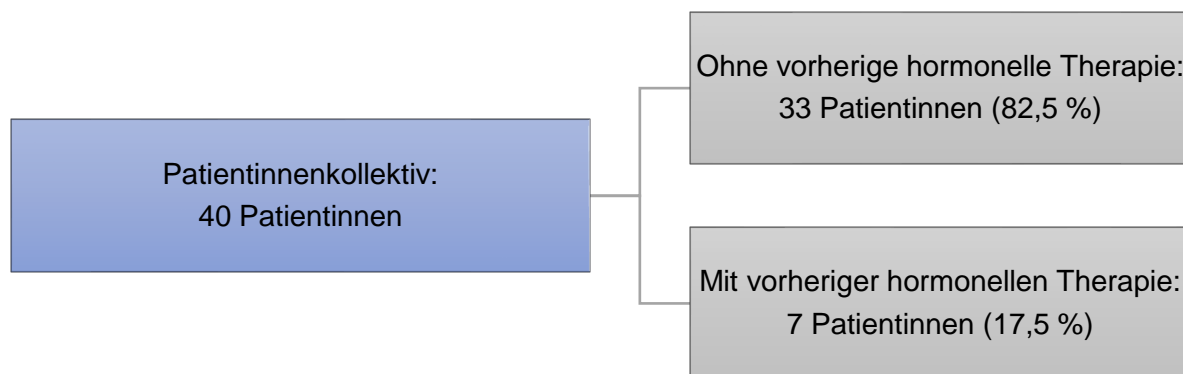 Patientinnenkollektiv:
40 Patientinnen
Ohne vorherige hormonelle Therapie:
33 Patientinnen (82,5 %)
Mit vorheriger hormonellen Therapie:
7 Patientinnen (17,5 %)